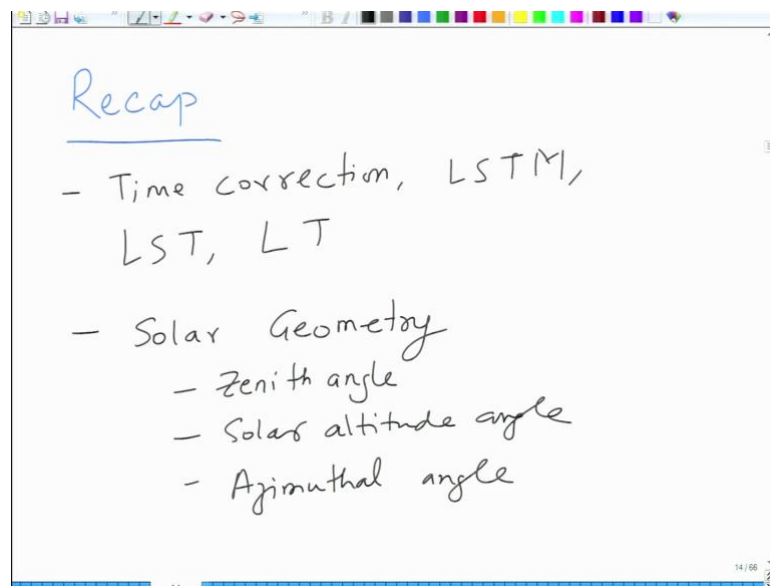 Recap
- Time correction, LSTM,
LST, LT
- Solar Geometry
- Zenith angle
- Solar altitude angle
- Azimuthal angle
14 / 66